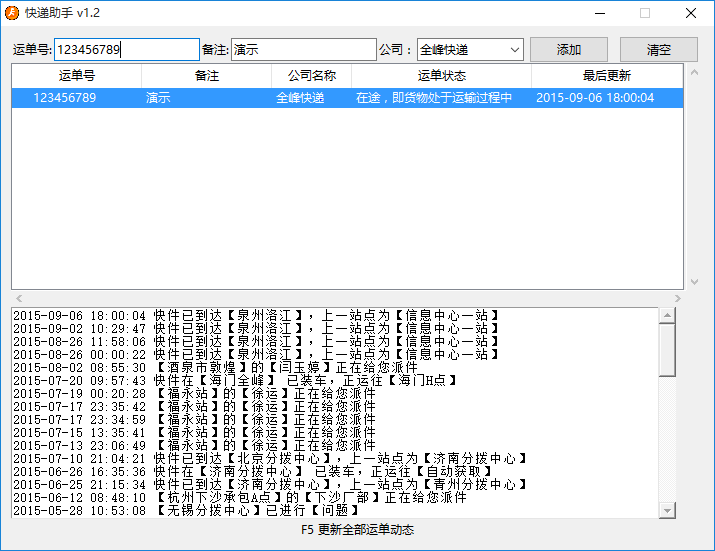 快递助手 v1.2
运单号: 123456789 备注: 演示 公司： 全峰快递 添加 清空
运单号 备注 公司名称 运单状态 最后更新
123456789 演示 全峰快递 在途，即货物处于运输过程中 2015-09-06 18:00:04
2015-09-06 18:00:04 快件已到达【泉州洛江】，上一站点为【信息中心一站】
2015-09-02 10:29:47 快件已到达【泉州洛江】，上一站点为【信息中心一站】
2015-08-26 11:58:06 快件已到达【泉州洛江】，上一站点为【信息中心一站】
2015-08-26 00:00:22 快件已到达【泉州洛江】，上一站点为【信息中心一站】
2015-08-02 08:55:30 【酒泉市敦煌】的【闫玉婷】正在给您派件
2015-07-20 09:57:43 快件在【海门全峰】 已装车，正运往【海门H点】
2015-07-19 00:20:28 【福永站】的【徐运】正在给您派件
2015-07-17 23:35:42 【福永站】的【徐运】正在给您派件
2015-07-17 23:34:59 【福永站】的【徐运】正在给您派件
2015-07-15 13:35:41 【福永站】的【徐运】正在给您派件
2015-07-13 23:06:49 【福永站】的【徐运】正在给您派件
2015-07-10 21:04:21 快件已到达【北京分拨中心】，上一站点为【济南分拨中心】
2015-06-26 16:35:36 快件在【济南分拨中心】 已装车，正运往【自动获取】
2015-06-25 21:15:34 快件已到达【济南分拨中心】，上一站点为【青州分拨中心】
2015-06-12 08:48:10 【杭州下沙承包A点】的【下沙厂部】正在给您派件
2015-05-28 10:53:08 【无锡分拨中心】已进行【问题】
F5 更新全部运单动态